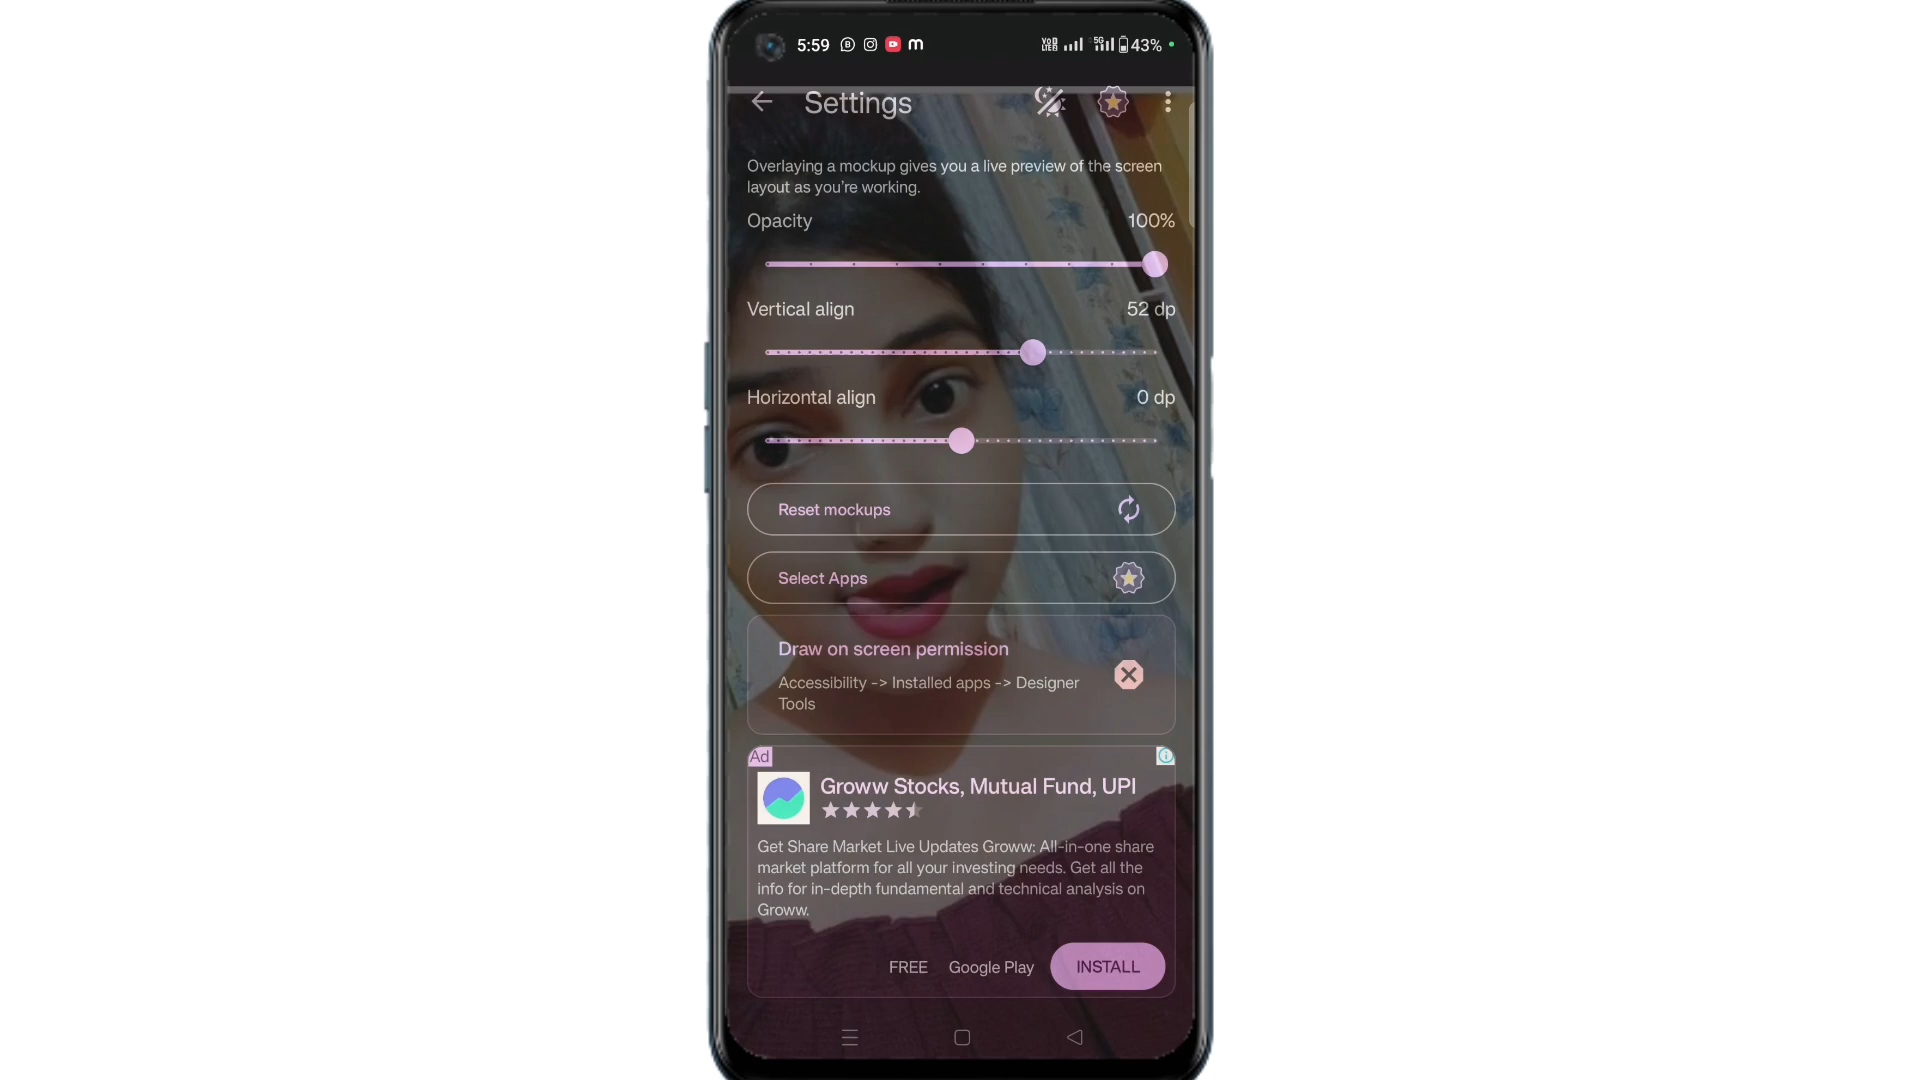 5:59
VoD LTED 5G 43%
Settings
Overlaying a mockup gives you a live preview of the screen
layout as you're working.
Opacity 100%
Vertical align 52 dp
Horizontal align 0 dp
Reset mockups
Select Apps
Draw on screen permission
Accessibility -> Installed apps -> Designer
Tools
Ad
Groww Stocks, Mutual Fund, UPI
Get Share Market Live Updates Groww: All-in-one share
market platform for all your investing needs. Get all the
info for in-depth fundamental and technical analysis on
Groww.
FREE Google Play INSTALL